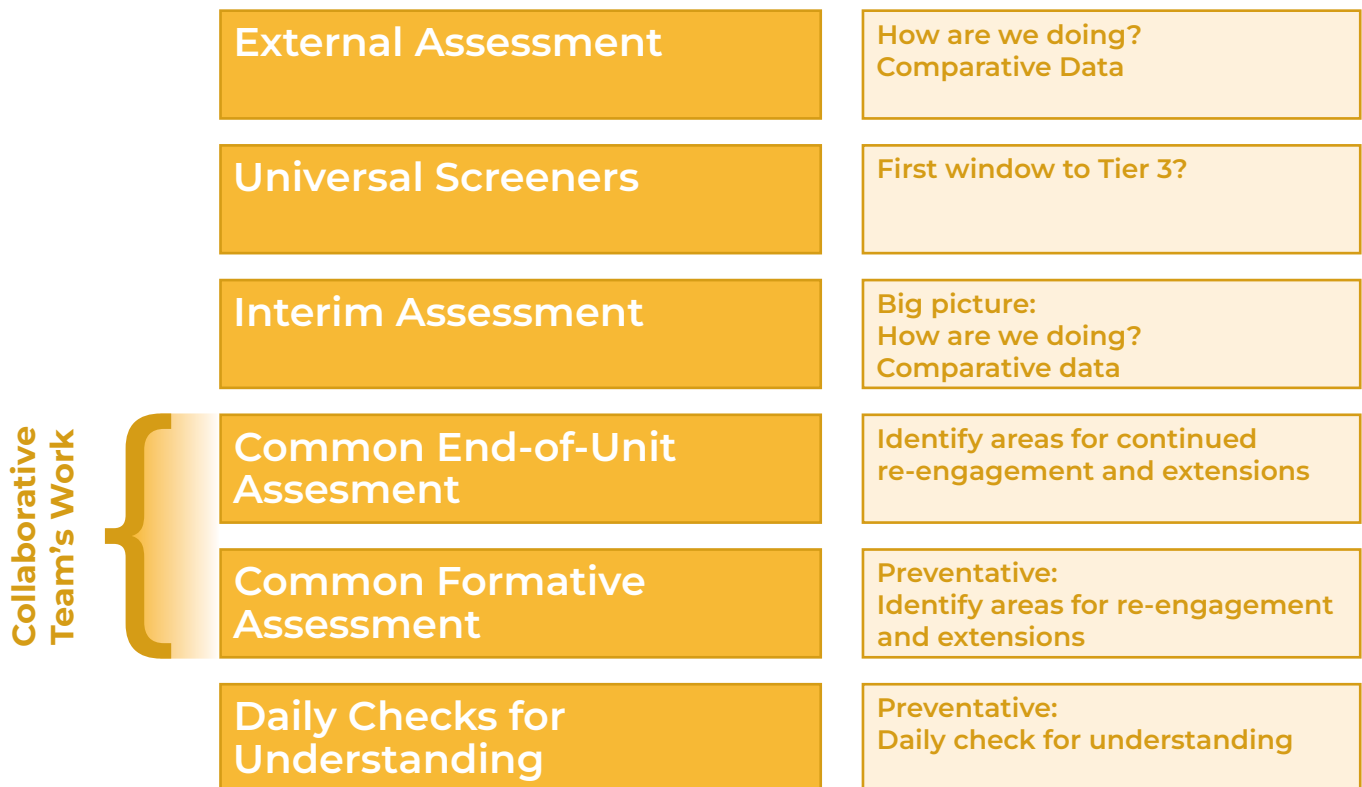 External Assessment
How are we doing?
Comparative Data
Universal Screeners
First window to Tier 3?
Interim Assessment
Big picture:
How are we doing?
Comparative data
Collaborative
Team's Work
Common End-of-Unit
Assesment
Identify areas for continued
re-engagement and extensions
Common Formative
Assessment
Preventative:
Identify areas for re-engagement
and extensions
Daily Checks for
Understanding
Preventative:
Daily check for understanding